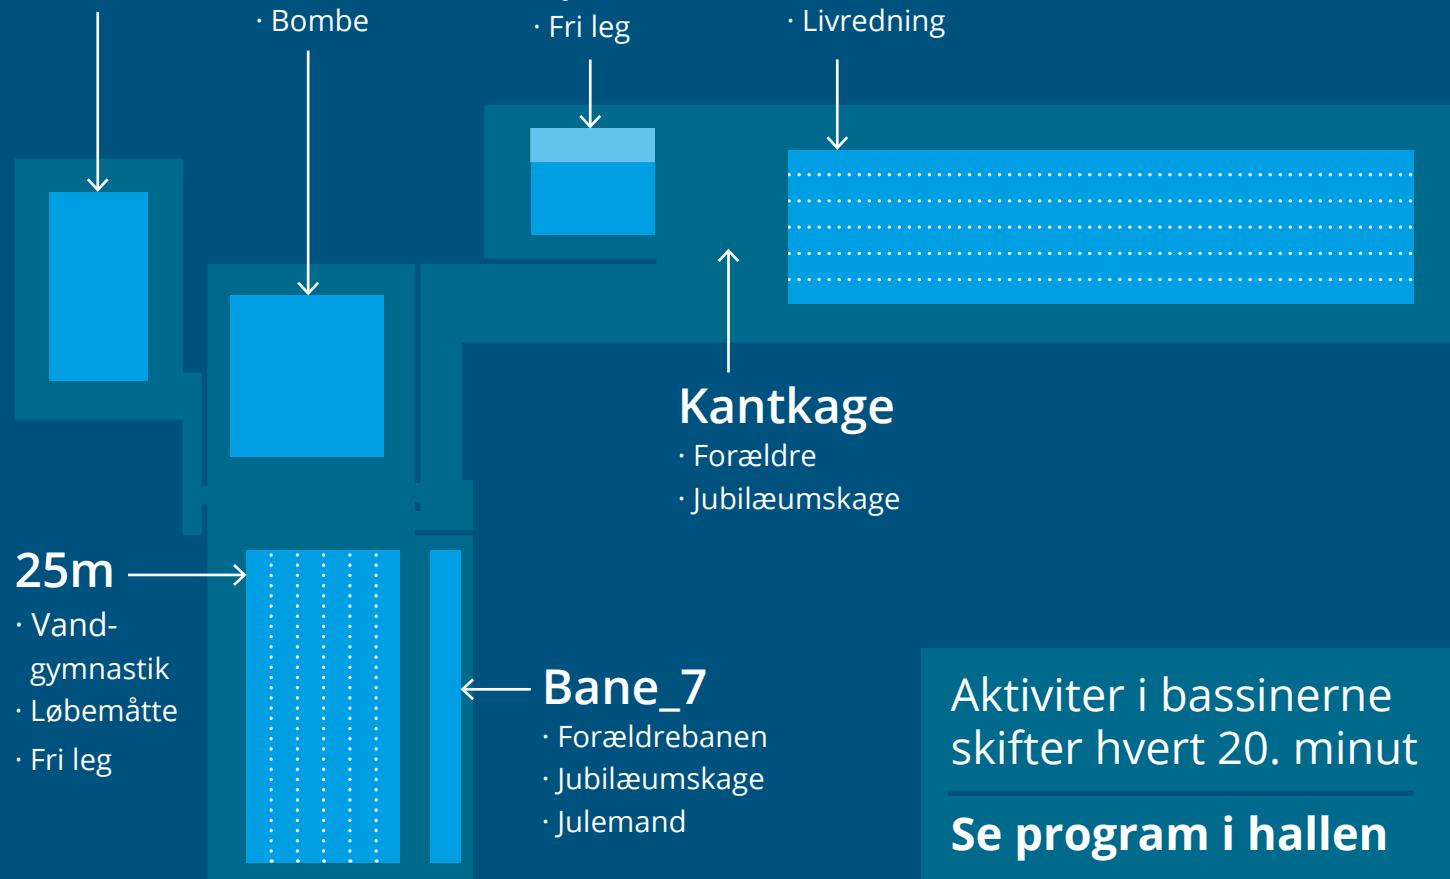 · Bombe
· Fri leg
· Livredning
Kantkage
· Forældre
· Jubilæumskage
25m
· Vand-
gymnastik
· Løbemåtte
· Fri leg
Bane_7
· Forældrebanen
· Jubilæumskage
· Julemand
Aktiviter i bassinerne
skifter hvert 20. minut
Se program i hallen